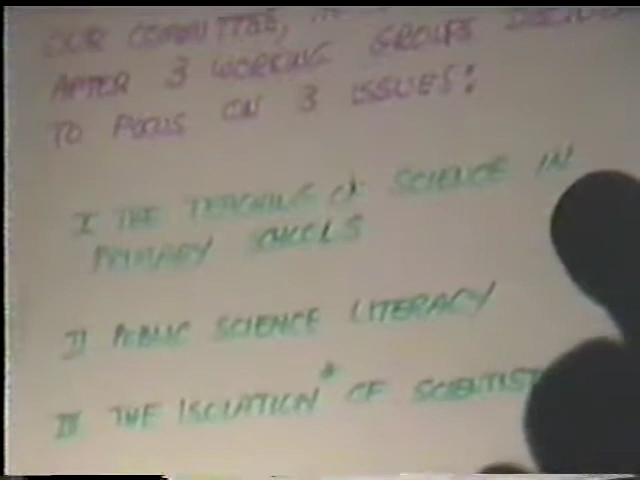 OUR COMMITTEE,
AFTER 3 WORKING GROUPS
TO FOCUS ON 3 ISSUES:
I THE TEACHING OF SCIENCE IN
PRIMARY SCHOOLS
II PUBLIC SCIENCE LITERACY
III THE ISOLATION* OF SCIENTIST